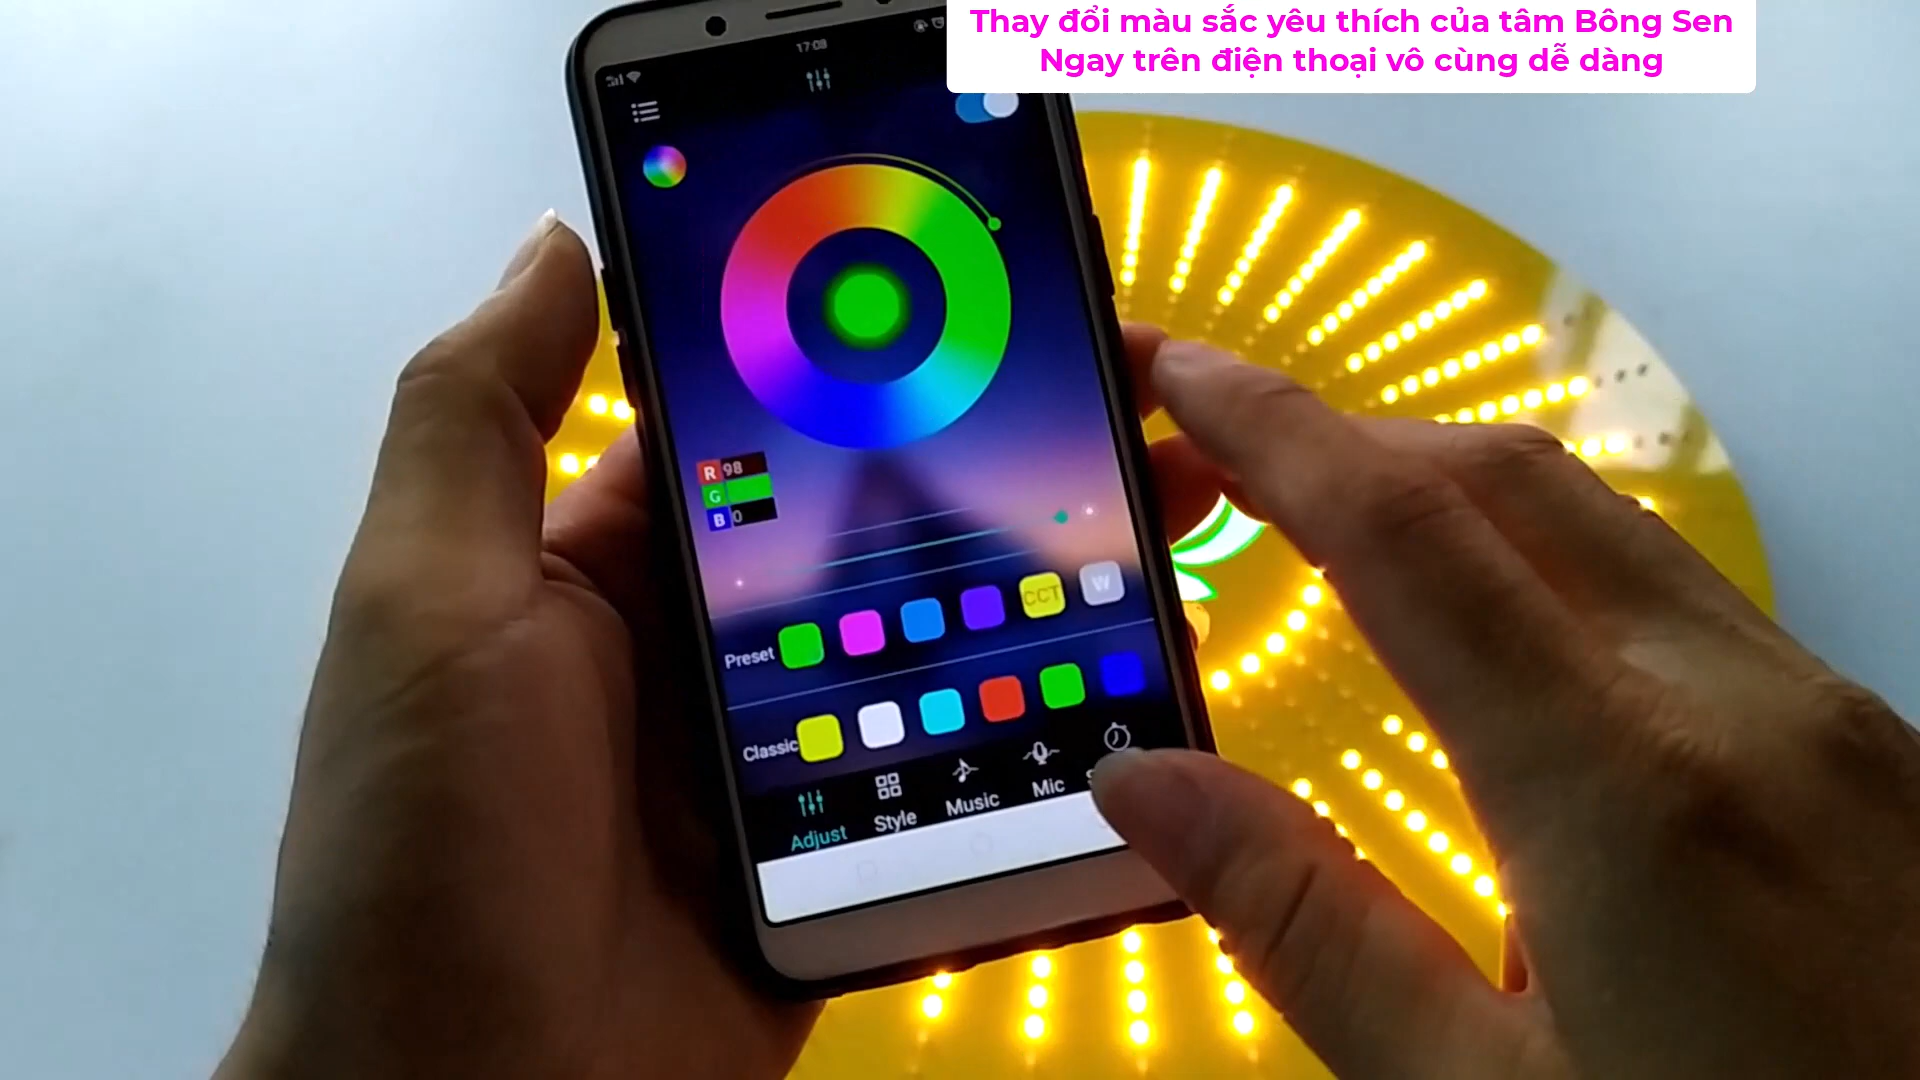 Thay đổi màu sắc yêu thích của tâm Bông Sen
Ngay trên điện thoại vô cùng dễ dàng
17:08
R 98
G
B 0
CCT W
Preset
Classic
Adjust Style Music Mic